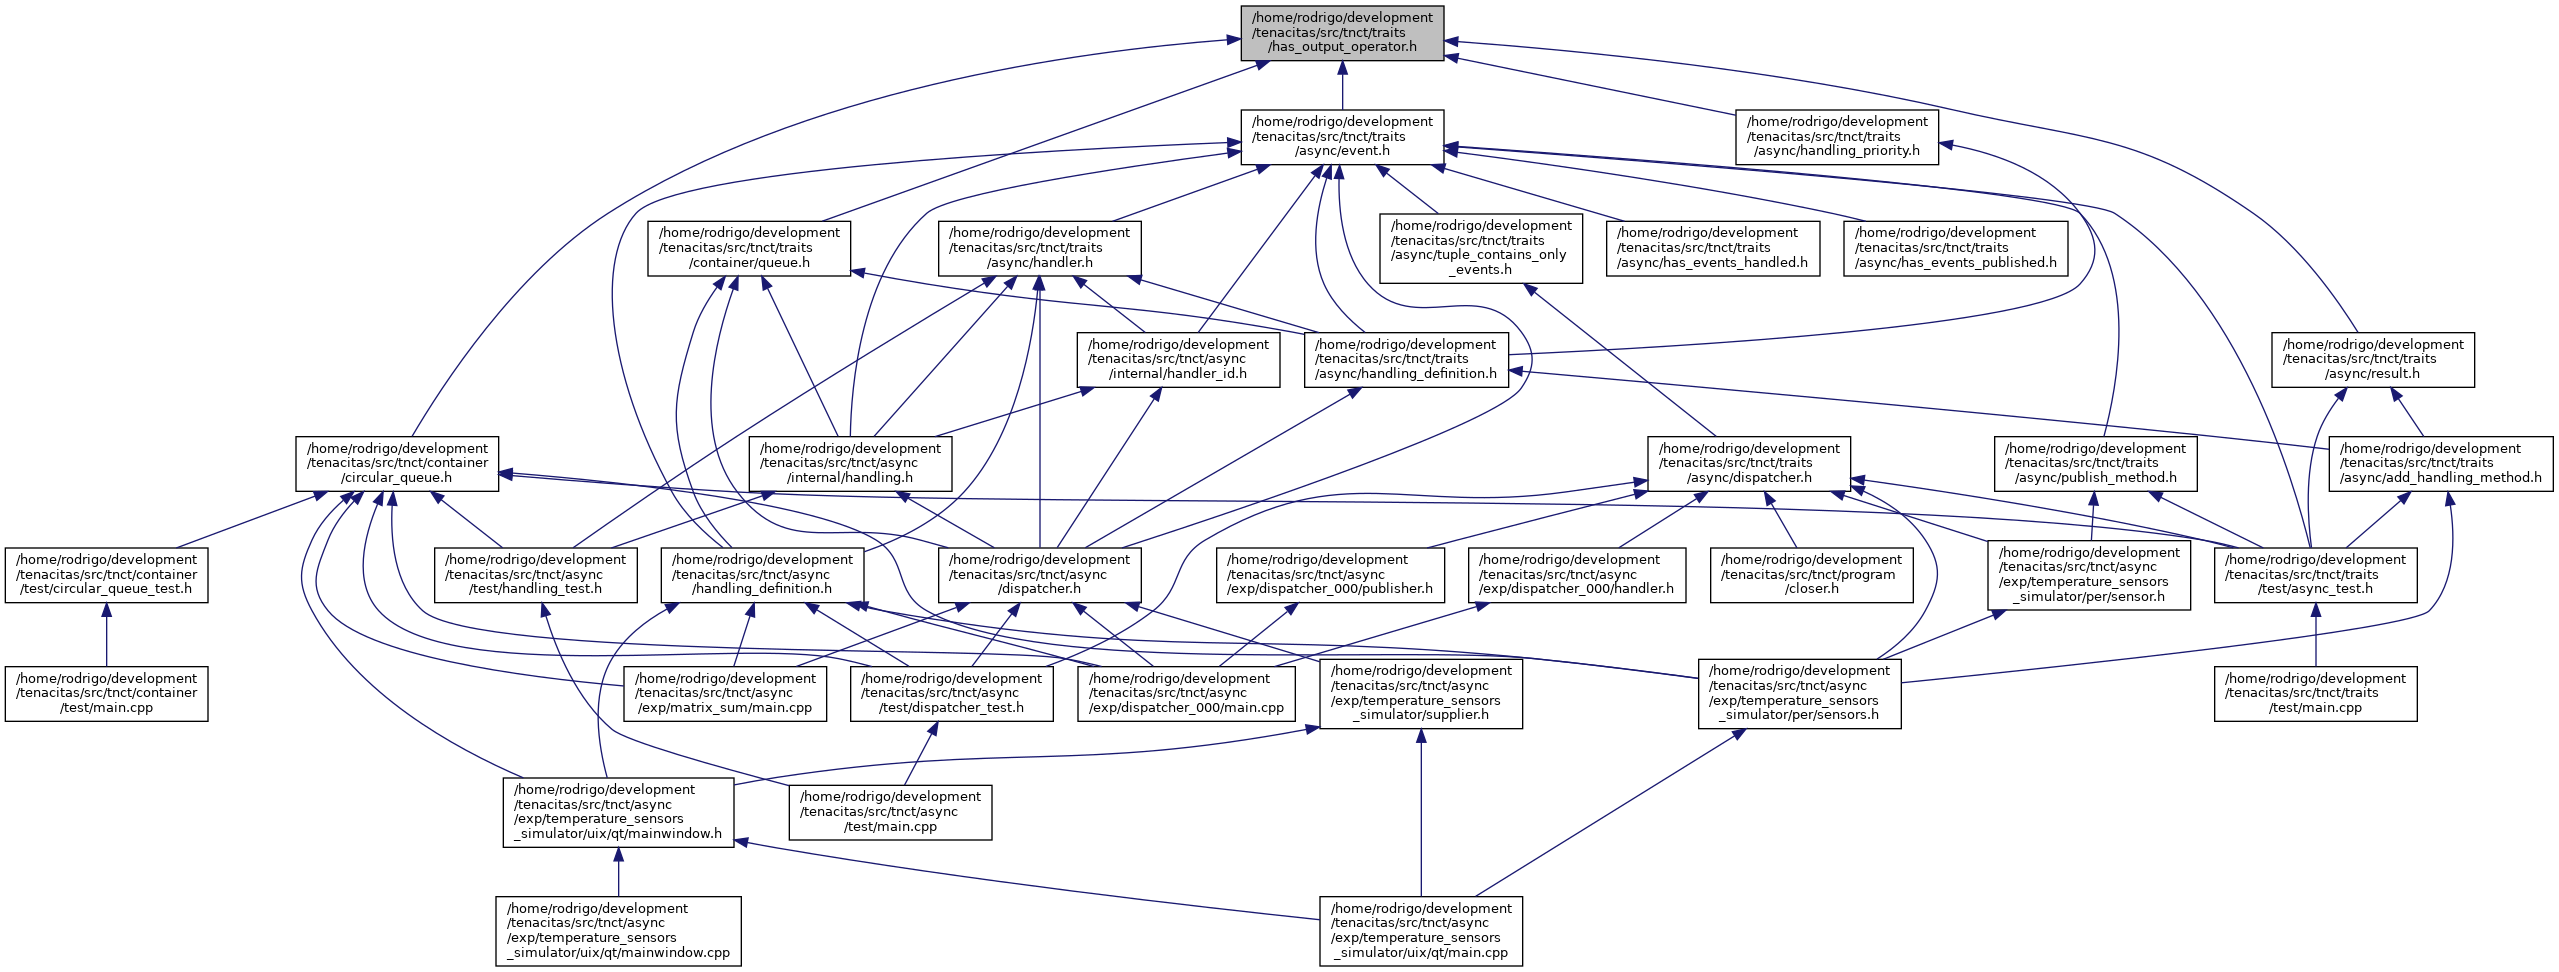 /home/rodrigo/development
/tenacitas/src/tnct/traits
/has_output_operator.h
/home/rodrigo/development
/tenacitas/src/tnct/traits
/async/event.h
/home/rodrigo/development
/tenacitas/src/tnct/traits
/async/handling_priority.h
/home/rodrigo/development
/tenacitas/src/tnct/traits
/container/queue.h
/home/rodrigo/development
/tenacitas/src/tnct/traits
/async/handler.h
/home/rodrigo/development
/tenacitas/src/tnct/traits
/async/tuple_contains_only
_events.h
/home/rodrigo/development
/tenacitas/src/tnct/traits
/async/has_events_handled.h
/home/rodrigo/development
/tenacitas/src/tnct/traits
/async/has_events_published.h
/home/rodrigo/development
/tenacitas/src/tnct/async
/internal/handler_id.h
/home/rodrigo/development
/tenacitas/src/tnct/traits
/async/handling_definition.h
/home/rodrigo/development
/tenacitas/src/tnct/traits
/async/result.h
/home/rodrigo/development
/tenacitas/src/tnct/container
/circular_queue.h
/home/rodrigo/development
/tenacitas/src/tnct/async
/internal/handling.h
/home/rodrigo/development
/tenacitas/src/tnct/traits
/async/dispatcher.h
/home/rodrigo/development
/tenacitas/src/tnct/traits
/async/publish_method.h
/home/rodrigo/development
/tenacitas/src/tnct/traits
/async/add_handling_method.h
/home/rodrigo/development
/tenacitas/src/tnct/container
/test/circular_queue_test.h
/home/rodrigo/development
/tenacitas/src/tnct/async
/test/handling_test.h
/home/rodrigo/development
/tenacitas/src/tnct/async
/handling_definition.h
/home/rodrigo/development
/tenacitas/src/tnct/async
/dispatcher.h
/home/rodrigo/development
/tenacitas/src/tnct/async
/exp/dispatcher_000/publisher.h
/home/rodrigo/development
/tenacitas/src/tnct/async
/exp/dispatcher_000/handler.h
/home/rodrigo/development
/tenacitas/src/tnct/program
/closer.h
/home/rodrigo/development
/tenacitas/src/tnct/async
/exp/temperature_sensors
_simulator/per/sensor.h
/home/rodrigo/development
/tenacitas/src/tnct/traits
/test/async_test.h
/home/rodrigo/development
/tenacitas/src/tnct/container
/test/main.cpp
/home/rodrigo/development
/tenacitas/src/tnct/async
/exp/matrix_sum/main.cpp
/home/rodrigo/development
/tenacitas/src/tnct/async
/test/dispatcher_test.h
/home/rodrigo/development
/tenacitas/src/tnct/async
/exp/dispatcher_000/main.cpp
/home/rodrigo/development
/tenacitas/src/tnct/async
/exp/temperature_sensors
_simulator/supplier.h
/home/rodrigo/development
/tenacitas/src/tnct/async
/exp/temperature_sensors
_simulator/per/sensors.h
/home/rodrigo/development
/tenacitas/src/tnct/traits
/test/main.cpp
/home/rodrigo/development
/tenacitas/src/tnct/async
/exp/temperature_sensors
_simulator/uix/qt/mainwindow.h
/home/rodrigo/development
/tenacitas/src/tnct/async
/test/main.cpp
/home/rodrigo/development
/tenacitas/src/tnct/async
/exp/temperature_sensors
_simulator/uix/qt/mainwindow.cpp
/home/rodrigo/development
/tenacitas/src/tnct/async
/exp/temperature_sensors
_simulator/uix/qt/main.cpp